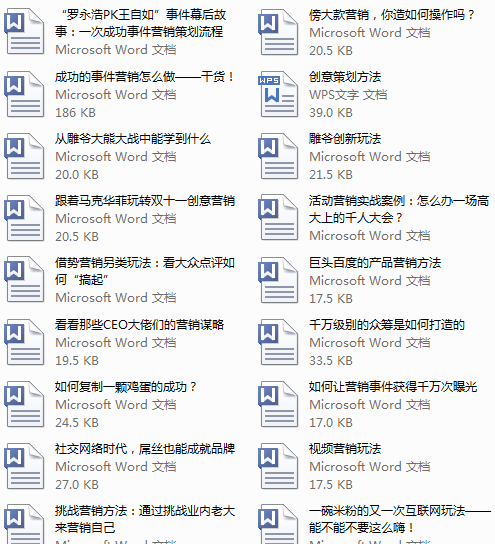 “罗永浩PK王自如”事件幕后故
事：一次成功事件营销策划流程
Microsoft Word 文档
傍大款营销，你造如何操作吗？
Microsoft Word 文档
20.5 KB
成功的事件营销怎么做——干货！
Microsoft Word 文档
186 KB
WPS
创意策划方法
WPS文字 文档
39.0 KB
从雕爷大熊大战中能学到什么
Microsoft Word 文档
20.0 KB
雕爷创新玩法
Microsoft Word 文档
21.5 KB
跟着马克华菲玩转双十一创意营销
Microsoft Word 文档
20.5 KB
活动营销实战案例：怎么办一场高
大上的千人大会？
Microsoft Word 文档
借势营销另类玩法：看大众点评如
何“搞起”
Microsoft Word 文档
巨头百度的产品营销方法
Microsoft Word 文档
17.5 KB
看看那些CEO大佬们的营销谋略
Microsoft Word 文档
19.5 KB
千万级别的众筹是如何打造的
Microsoft Word 文档
33.5 KB
如何复制一颗鸡蛋的成功？
Microsoft Word 文档
24.5 KB
如何让营销事件获得千万次曝光
Microsoft Word 文档
17.0 KB
社交网络时代，屌丝也能成就品牌
Microsoft Word 文档
27.0 KB
视频营销玩法
Microsoft Word 文档
17.5 KB
挑战营销方法：通过挑战业内老大
来营销自己
Microsoft Word 文档
一碗米粉的又一次互联网玩法——
能不能不要这么嗨！
Microsoft Word 文档